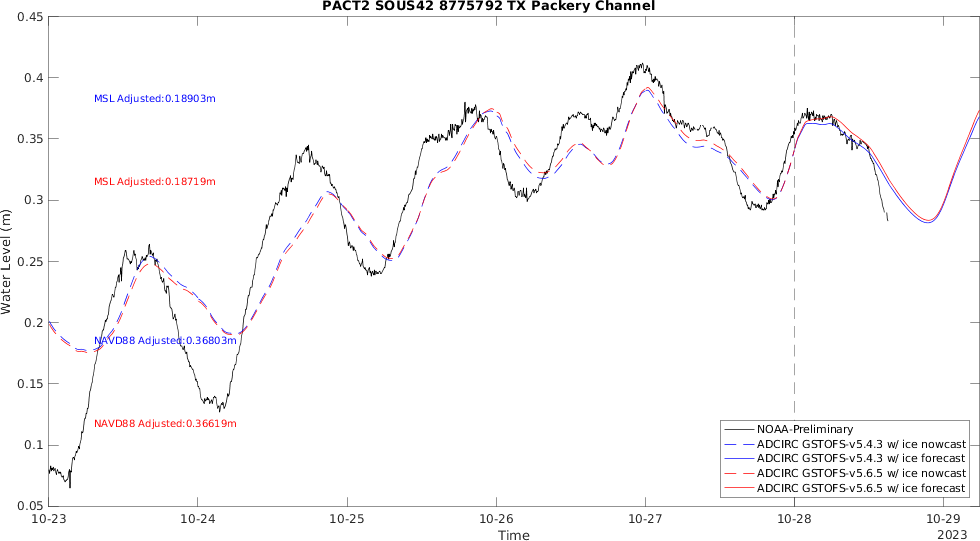 PACT2 SOUS42 8775792 TX Packery Channel
0.45
0.4
0.35
0.3
0.25
0.2
0.15
0.1
0.05
Water Level (m)
MSL Adjusted:0.18903m
MSL Adjusted:0.18719m
NAVD88 Adjusted:0.36803m
NAVD88 Adjusted:0.36619m
NOAA-Preliminary
ADCIRC GSTOFS-v5.4.3 w/ ice nowcast
ADCIRC GSTOFS-v5.4.3 w/ ice forecast
ADCIRC GSTOFS-v5.6.5 w/ ice nowcast
ADCIRC GSTOFS-v5.6.5 w/ ice forecast
10-23 10-24 10-25 10-26 10-27 10-28 10-29
Time
2023